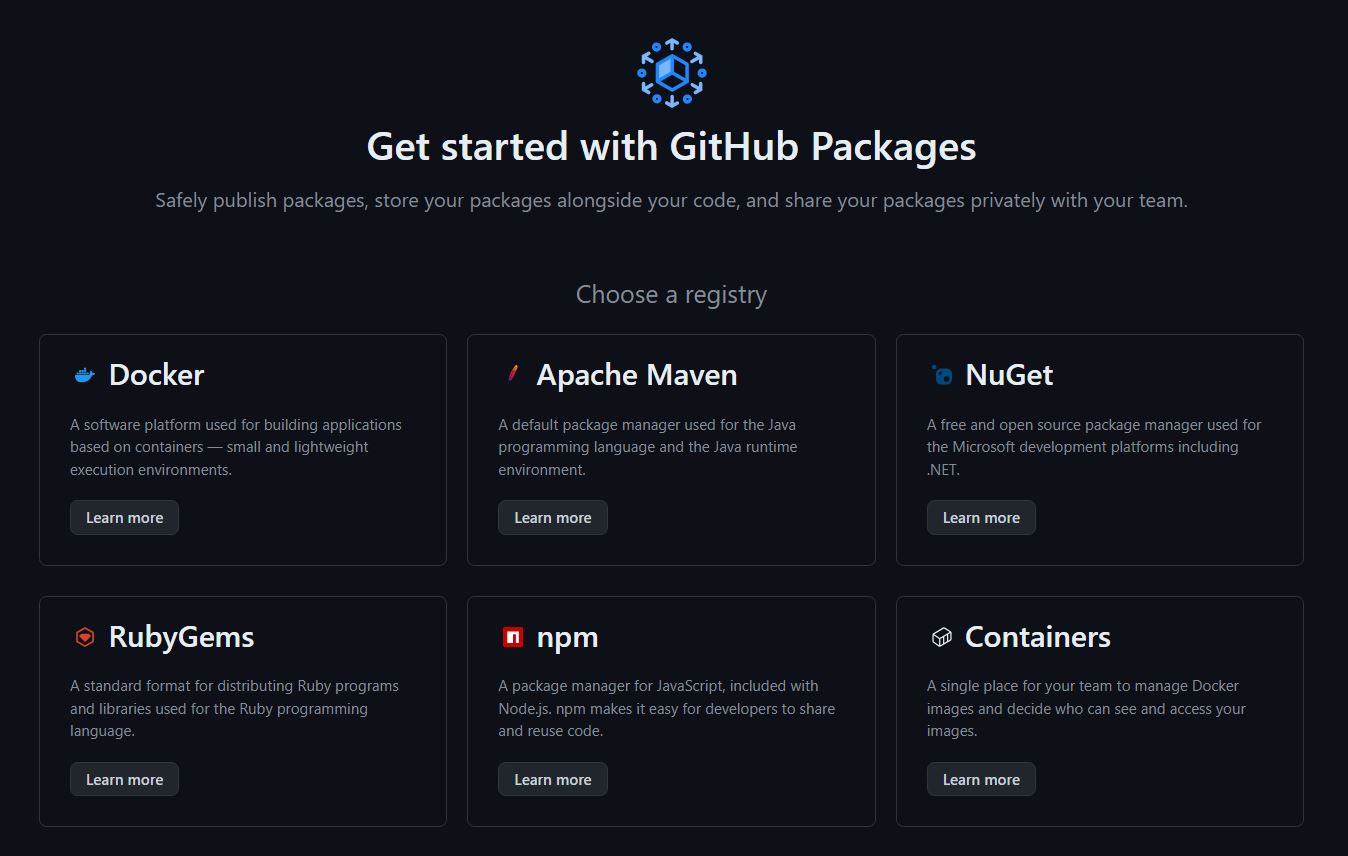 Get started with GitHub Packages
Safely publish packages, store your packages alongside your code, and share your packages privately with your team.
Choose a registry
Docker
A software platform used for building applications
based on containers — small and lightweight
execution environments.
Learn more
Apache Maven
A default package manager used for the Java
programming language and the Java runtime
environment.
Learn more
NuGet
A free and open source package manager used for
the Microsoft development platforms including
.NET.
Learn more
RubyGems
A standard format for distributing Ruby programs
and libraries used for the Ruby programming
language.
Learn more
npm
A package manager for JavaScript, included with
Node.js. npm makes it easy for developers to share
and reuse code.
Learn more
Containers
A single place for your team to manage Docker
images and decide who can see and access your
images.
Learn more